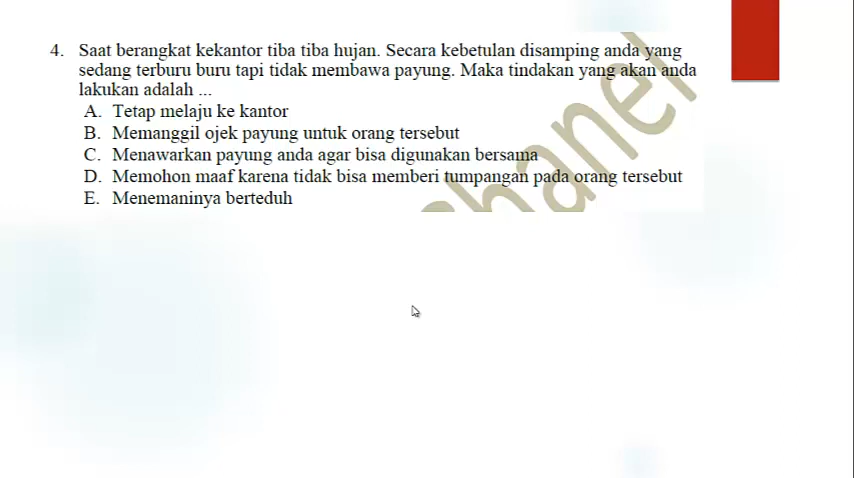 4. Saat berangkat kekantor tiba tiba hujan. Secara kebetulan disamping anda yang
sedang terburu buru tapi tidak membawa payung. Maka tindakan yang akan anda
lakukan adalah ...
A. Tetap melaju ke kantor
B. Memanggil ojek payung untuk orang tersebut
C. Menawarkan payung anda agar bisa digunakan bersama
D. Memohon maaf karena tidak bisa memberi tumpangan pada orang tersebut
E. Menemaninya berteduh